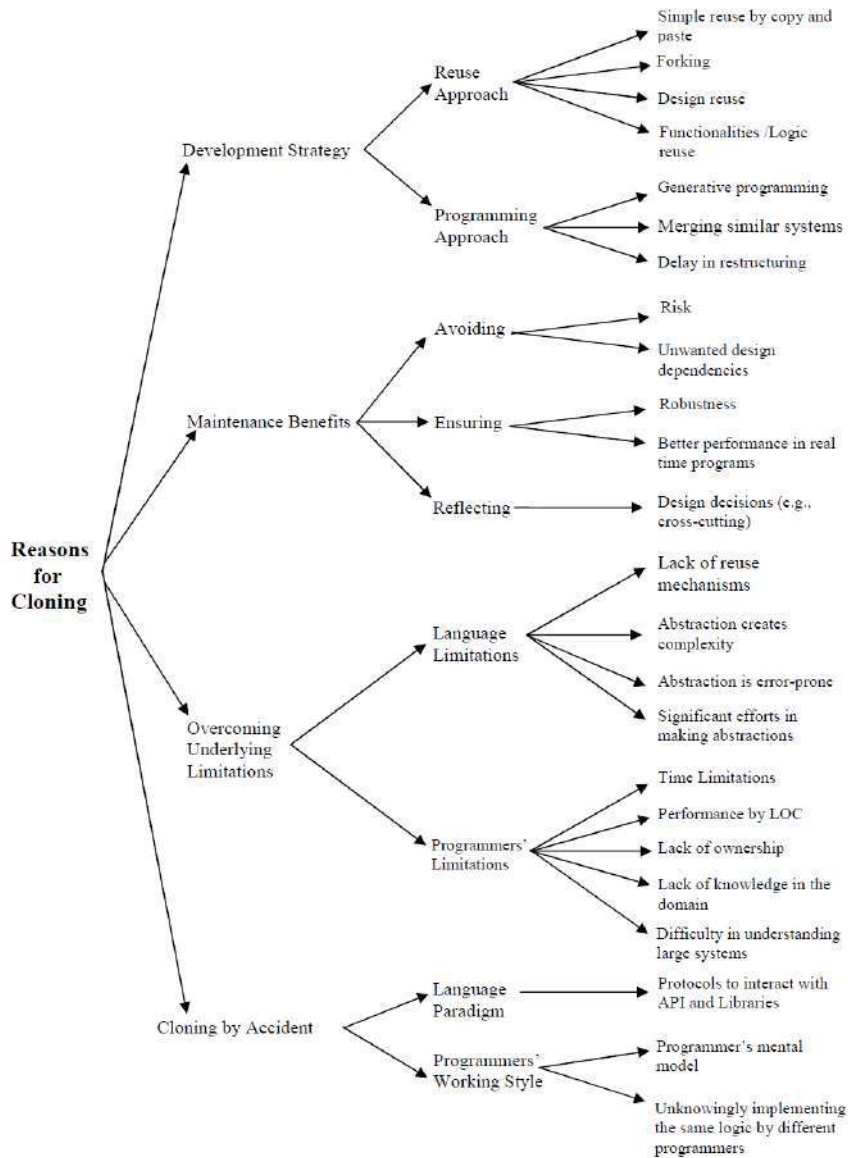 Simple reuse by copy and
paste
Reuse
Approach
Forking
Design reuse
Functionalities /Logic
reuse
Development Strategy
Generative programming
Programming
Approach
Merging similar systems
Delay in restructuring
Risk
Avoiding
Unwanted design
dependencies
Robustness
Maintenance Benefits
Ensuring
Better performance in real
time programs
Reflecting
Design decisions (e.g.,
cross-cutting)
Reasons
for
Cloning
Lack of reuse
mechanisms
Language
Limitations
Abstraction creates
complexity
Abstraction is error-prone
Significant efforts in
making abstractions
Overcoming
Underlying
Limitations
Time Limitations
Performance by LOC
Programmers'
Limitations
Lack of ownership
Lack of knowledge in the
domain
Difficulty in understanding
large systems
Cloning by Accident
Language
Paradigm
Protocols to interact with
API and Libraries
Programmers'
Working Style
Programmer's mental
model
Unknowingly implementing
the same logic by different
programmers